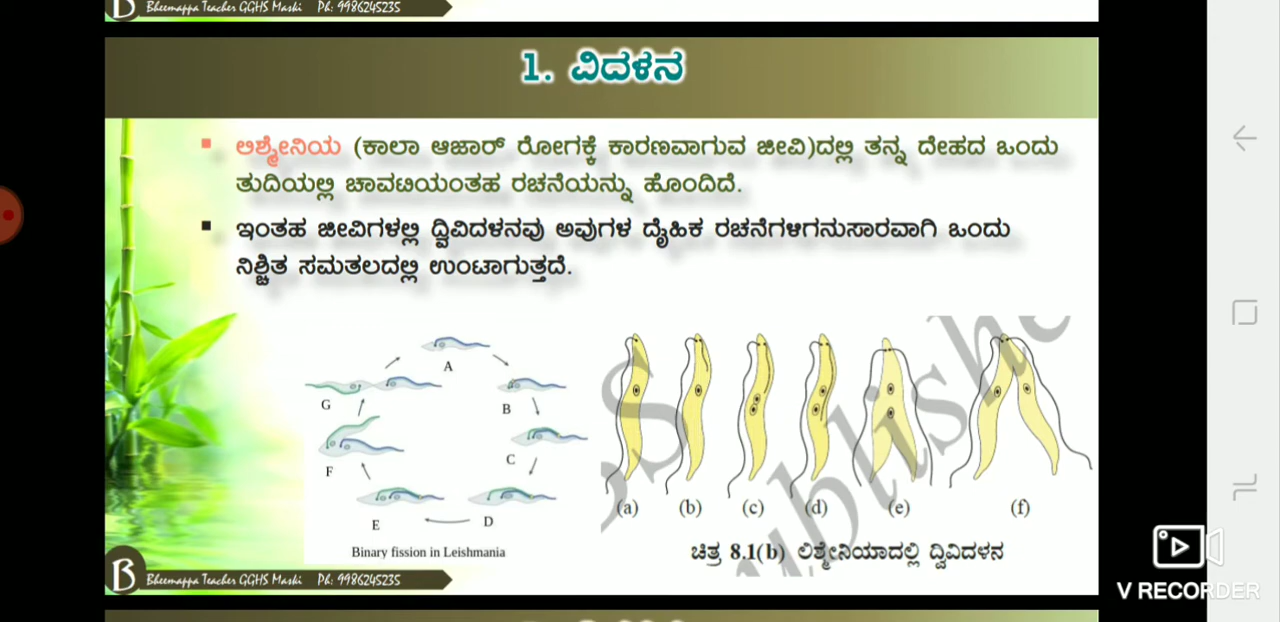 Bheemappa Teacher GGHS Maski Ph: 9986245235
1. ವಿದಳನ
ಲಿಶ್ಮೇನಿಯ (ಕಾಲಾ ಆಜಾರ್ ರೋಗಕ್ಕೆ ಕಾರಣವಾಗುವ ಜೀವಿ)ದಲ್ಲಿ ತನ್ನ ದೇಹದ ಒಂದು
ತುದಿಯಲ್ಲಿ ಚಾವಟಿಯಂತಹ ರಚನೆಯನ್ನು ಹೊಂದಿದೆ.
ಇಂತಹ ಜೀವಿಗಳಲ್ಲಿ ದ್ವಿವಿದಳನವು ಅವುಗಳ ದೈಹಿಕ ರಚನೆಗಳಿಗನುಸಾರವಾಗಿ ಒಂದು
ನಿಶ್ಚಿತ ಸಮತಲದಲ್ಲಿ ಉಂಟಾಗುತ್ತದೆ.
A
G
B
C
F
E
D
Binary fission in Leishmania
(a) (b) (c) (d) (e) (f)
ಚಿತ್ರ 8.1(b) ಲಿಶ್ಮೇನಿಯಾದಲ್ಲಿ ದ್ವಿವಿದಳನ
B Bheemappa Teacher GGHS Maski Ph: 9986245235
V RECORDER